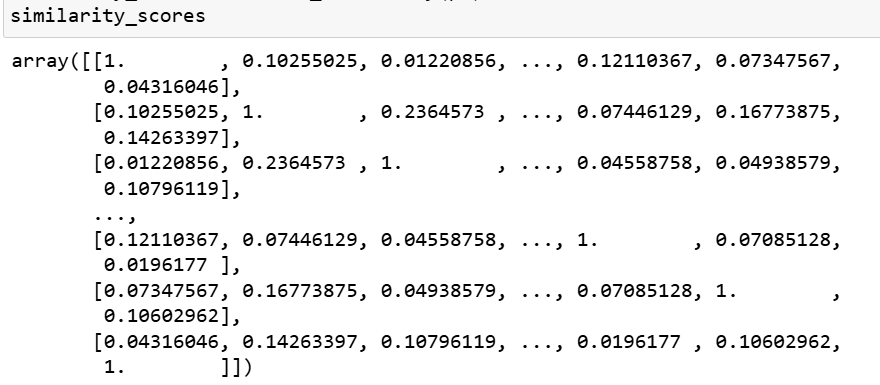 similarity_scores
array([[1.        , 0.10255025, 0.01220856, ..., 0.12110367, 0.07347567,
        0.04316046],
       [0.10255025, 1.        , 0.2364573 , ..., 0.07446129, 0.16773875,
        0.14263397],
       [0.01220856, 0.2364573 , 1.        , ..., 0.04558758, 0.04938579,
        0.10796119],
       ...,
       [0.12110367, 0.07446129, 0.04558758, ..., 1.        , 0.07085128,
        0.0196177 ],
       [0.07347567, 0.16773875, 0.04938579, ..., 0.07085128, 1.        ,
        0.10602962],
       [0.04316046, 0.14263397, 0.10796119, ..., 0.0196177 , 0.10602962,
        1.        ]])